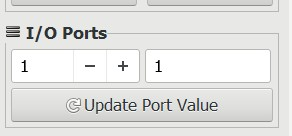 I/O Ports
1 − + 1
Update Port Value